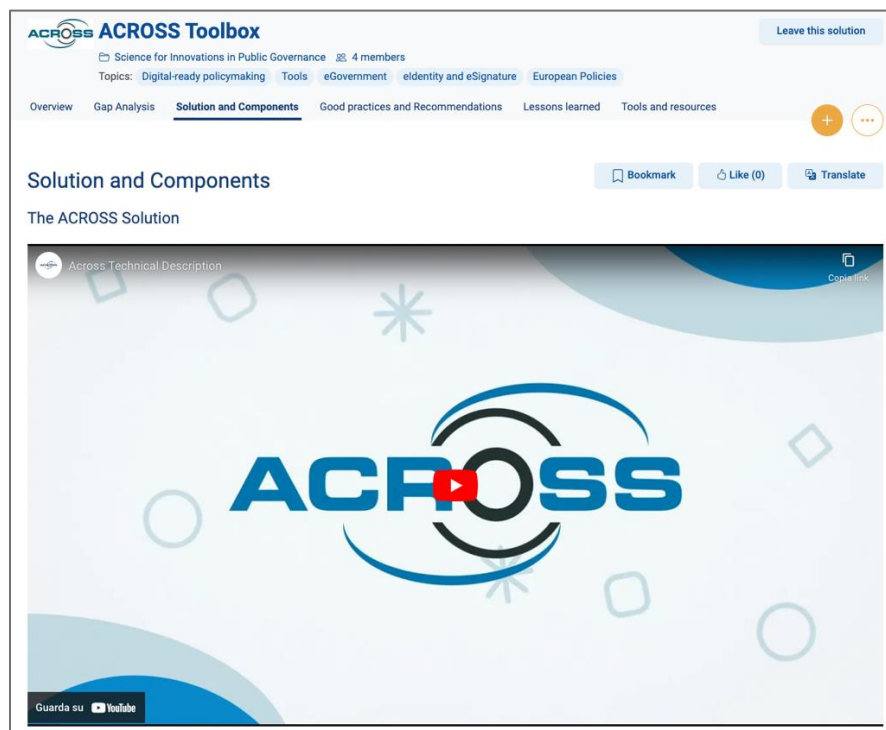 ACROSS ACROSS Toolbox
Leave this solution
Science for Innovations in Public Governance 4 members
Topics: Digital-ready policymaking Tools eGovernment eIdentity and eSignature European Policies
Overview Gap Analysis Solution and Components Good practices and Recommendations Lessons learned Tools and resources
Solution and Components
Bookmark Like (0) Translate
The ACROSS Solution
ACROSS Across Technical Description
Copia link
ACROSS
Guarda su YouTube